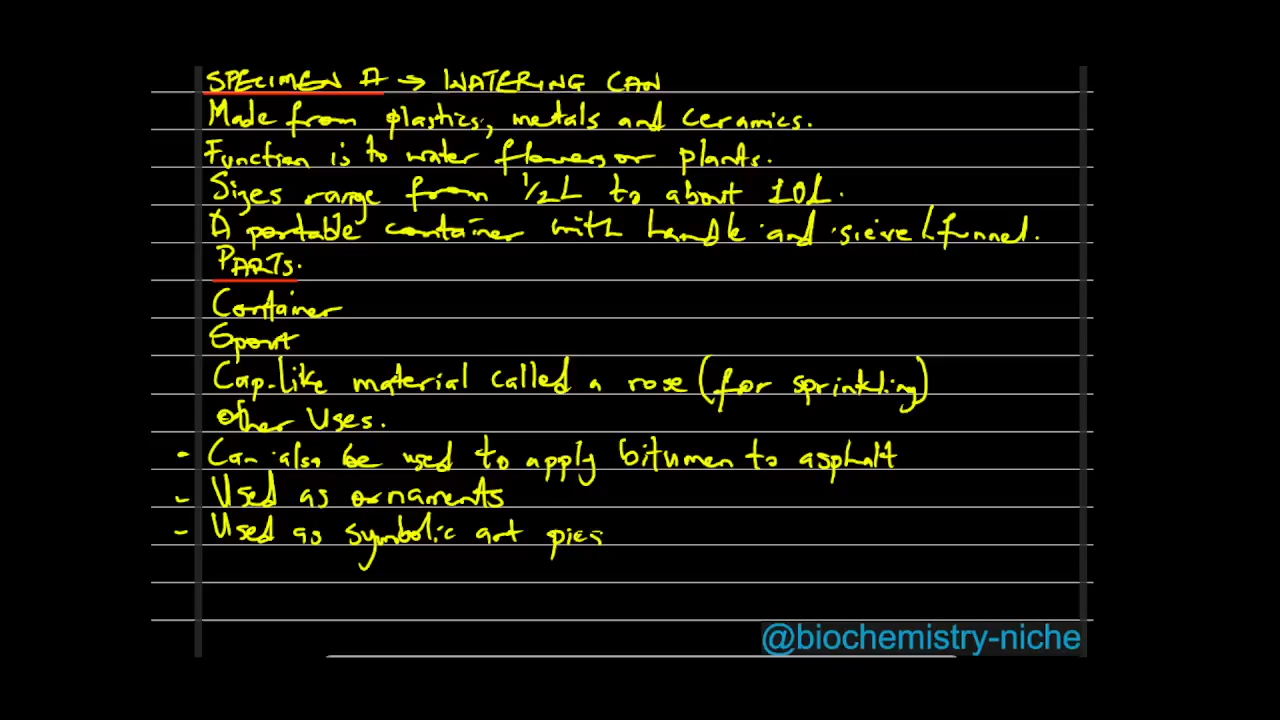 SPECIMEN A → WATERING CAN
Made from plastics, metals and ceramics.
Function is to water flowers or plants.
Sizes range from 1/2L to about 10L.
A portable container with handle and sieve/funnel.
PARTS.
Container
Spout
Cap-like material called a rose (for sprinkling)
Other Uses.
- Can also be used to apply bitumen to asphalt
- Used as ornaments
- Used as symbolic art piec
@biochemistry-niche